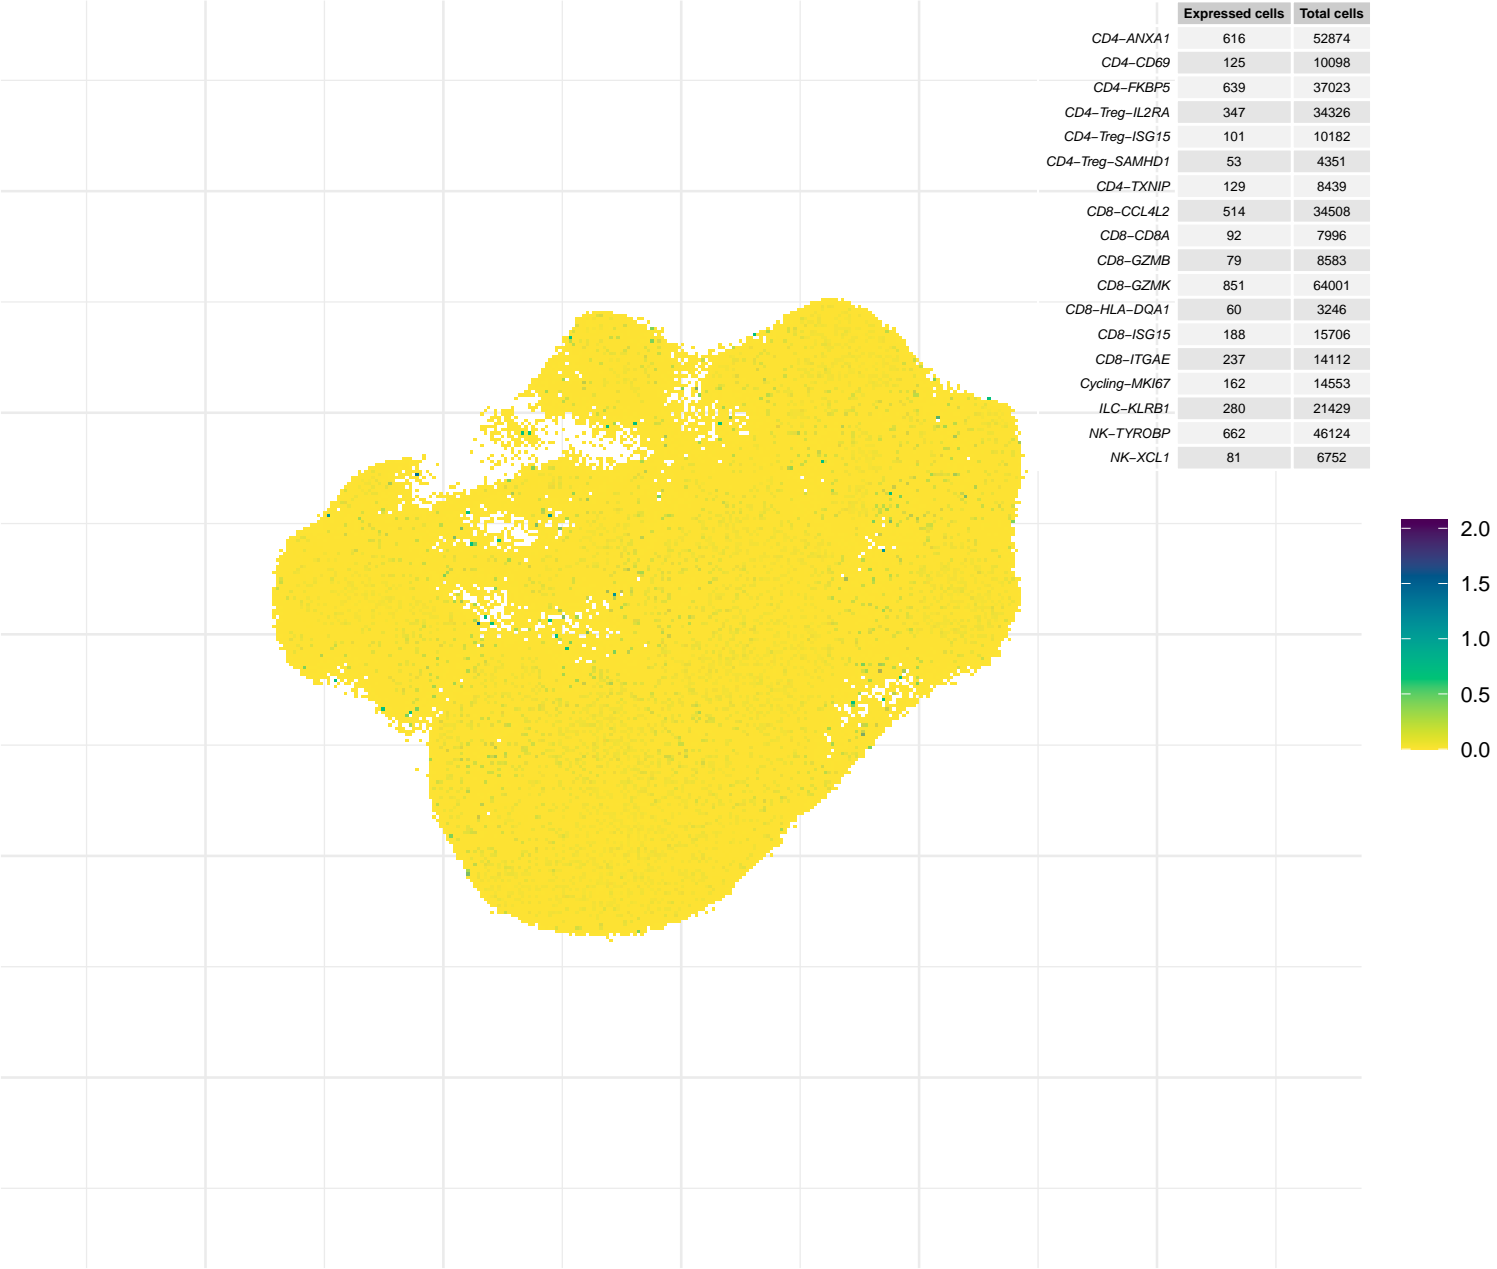 Expressed cells Total cells
CD4−ANXA1 616 52874
CD4−CD69 125 10098
CD4−FKBP5 639 37023
CD4−Treg−IL2RA 347 34326
CD4−Treg−ISG15 101 10182
CD4−Treg−SAMHD1 53 4351
CD4−TXNIP 129 8439
CD8−CCL4L2 514 34508
CD8−CD8A 92 7996
CD8−GZMB 79 8583
CD8−GZMK 851 64001
CD8−HLA−DQA1 60 3246
CD8−ISG15 188 15706
CD8−ITGAE 237 14112
Cycling−MKI67 162 14553
ILC−KLRB1 280 21429
NK−TYROBP 662 46124
NK−XCL1 81 6752
2.0
1.5
1.0
0.5
0.0